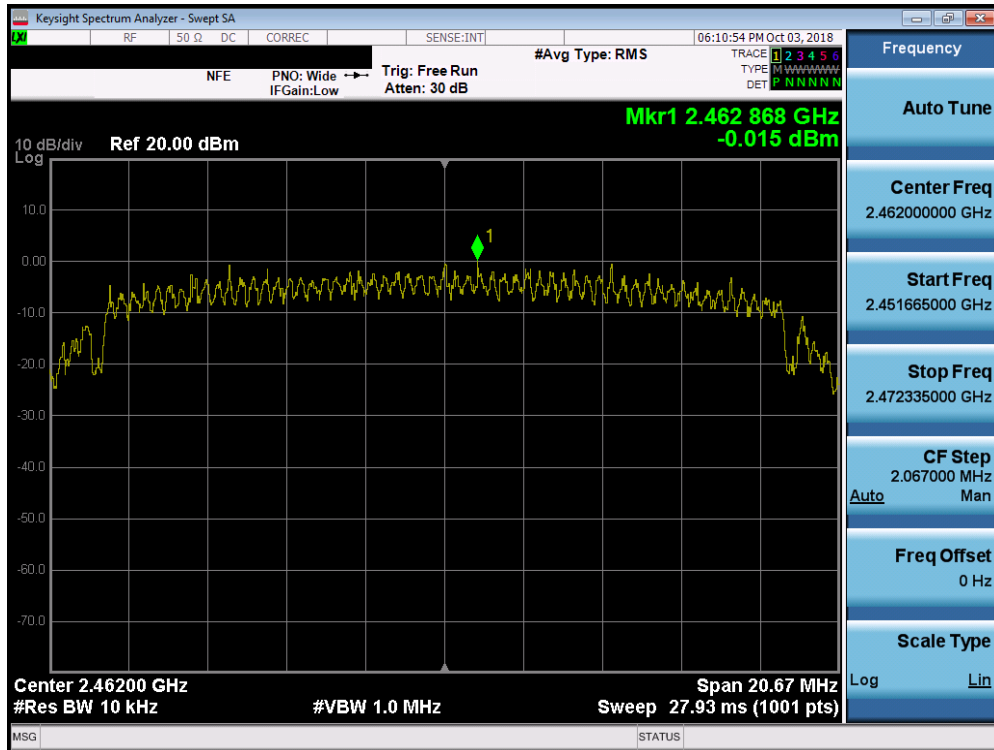 Keysight Spectrum Analyzer - Swept SA
LXI RF 50 Ω DC CORREC SENSE:INT 06:10:54 PM Oct 03, 2018
#Avg Type: RMS TRACE 1 2 3 4 5 6
NFE PNO: Wide Trig: Free Run TYPE M WWWWW
IFGain:Low Atten: 30 dB DET P N N N N N
Mkr1 2.462 868 GHz
-0.015 dBm
10 dB/div Ref 20.00 dBm
Log
1
10.0
0.00
-10.0
-20.0
-30.0
-40.0
-50.0
-60.0
-70.0
Center 2.46200 GHz Span 20.67 MHz
#Res BW 10 kHz #VBW 1.0 MHz Sweep 27.93 ms (1001 pts)
MSG STATUS
Frequency
Auto Tune
Center Freq
2.462000000 GHz
Start Freq
2.451665000 GHz
Stop Freq
2.472335000 GHz
CF Step
2.067000 MHz
Auto Man
Freq Offset
0 Hz
Scale Type
Log Lin